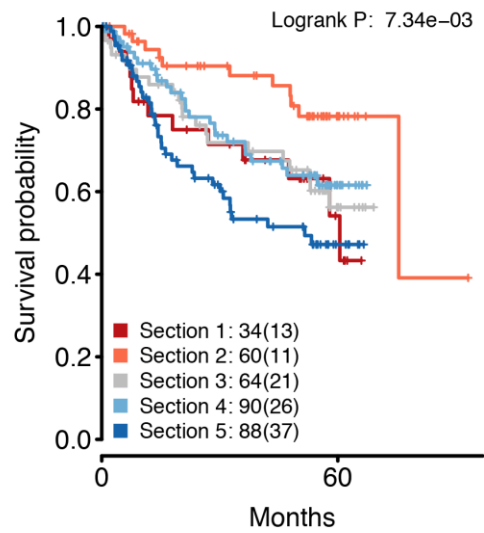 Logrank P: 7.34e−03
1.0
0.8
0.6
0.4
0.2
0.0
Survival probability
Section 1: 34(13)
Section 2: 60(11)
Section 3: 64(21)
Section 4: 90(26)
Section 5: 88(37)
0
60
Months